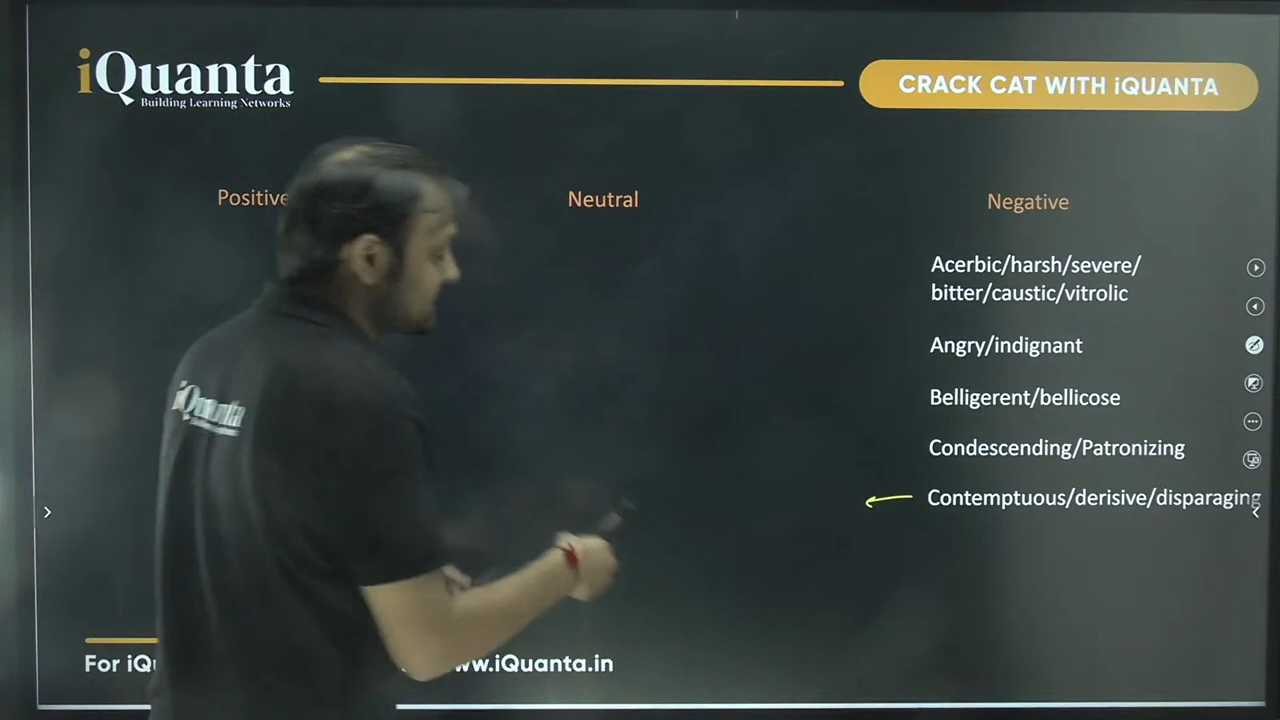 iQuanta
Building Learning Networks
CRACK CAT WITH iQUANTA
Positive
Neutral
Negative
Acerbic/harsh/severe/
bitter/caustic/vitrolic
Angry/indignant
Belligerent/bellicose
Condescending/Patronizing
Contemptuous/derisive/disparaging
iQuanta
For iQu
www.iQuanta.in